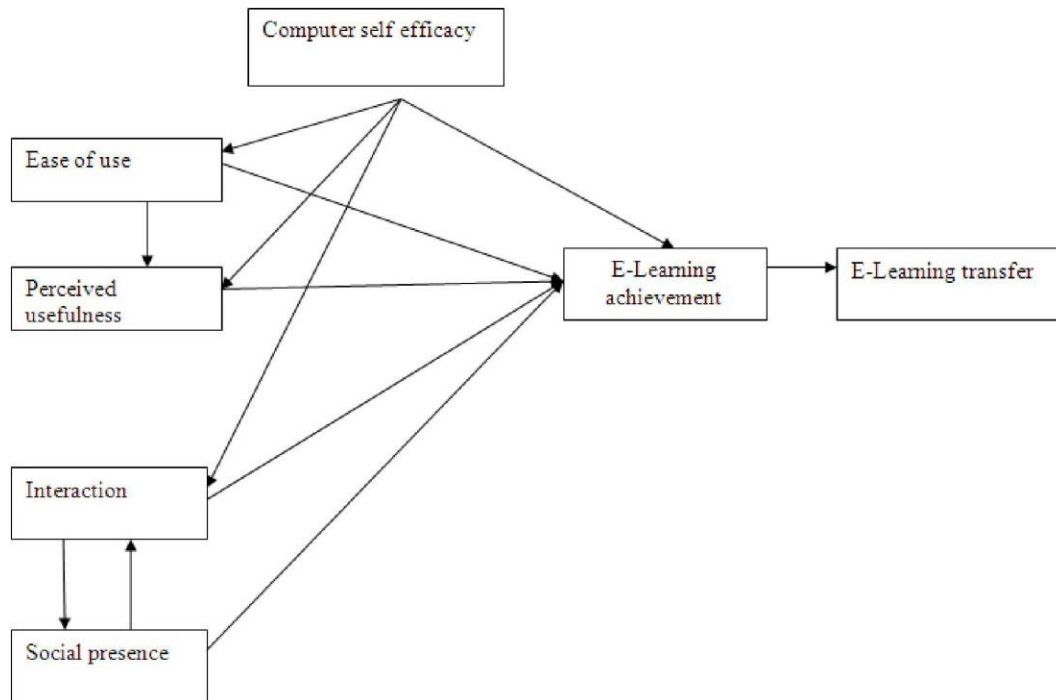 Computer self efficacy
Ease of use
Perceived
usefulness
E-Learning
achievement
E-Learning transfer
Interaction
Social presence